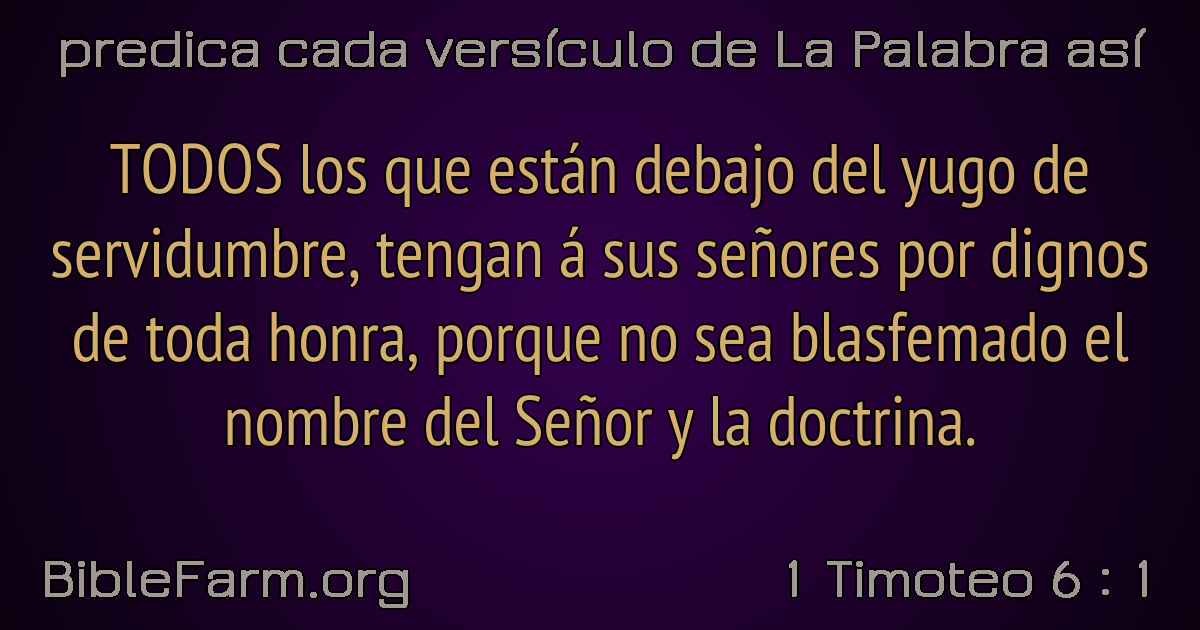 predica cada versículo de La Palabra así
TODOS los que están debajo del yugo de
servidumbre, tengan á sus señores por dignos
de toda honra, porque no sea blasfemado el
nombre del Señor y la doctrina.
BibleFarm.org
1 Timoteo 6 : 1